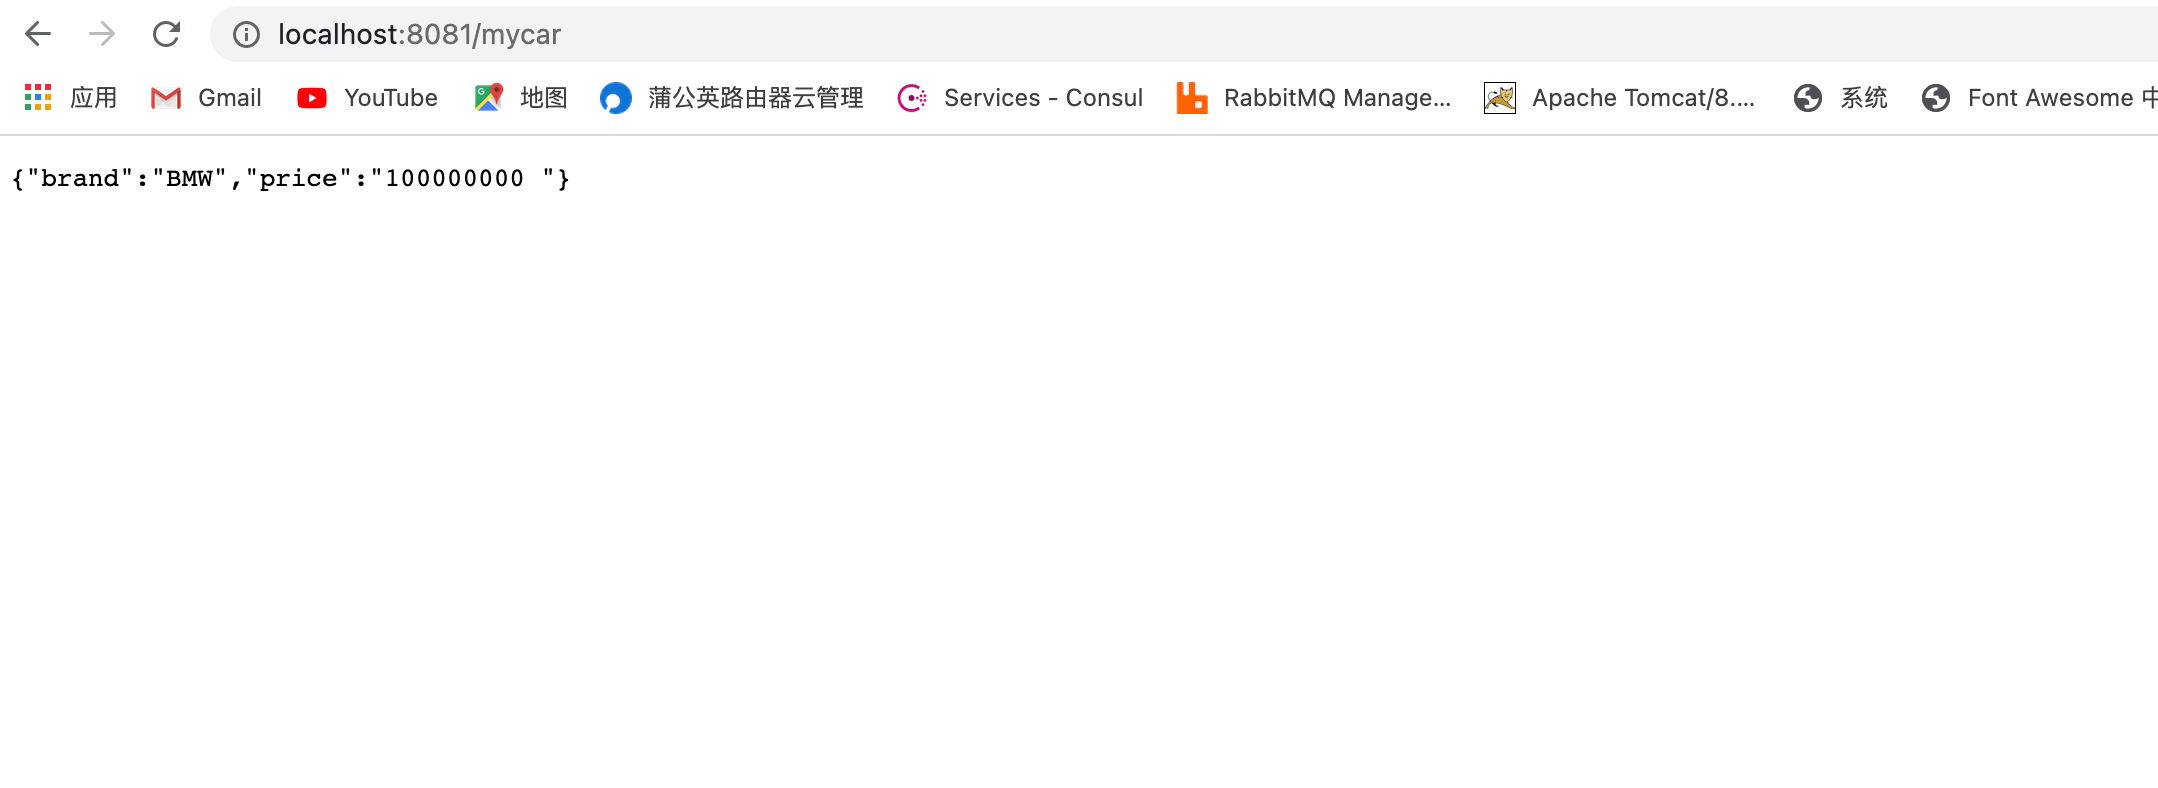 localhost:8081/mycar
应用 Gmail YouTube 地图 蒲公英路由器云管理 Services - Consul RabbitMQ Manage... Apache Tomcat/8.... 系统 Font Awesome 中
{"brand":"BMW","price":"100000000 "}